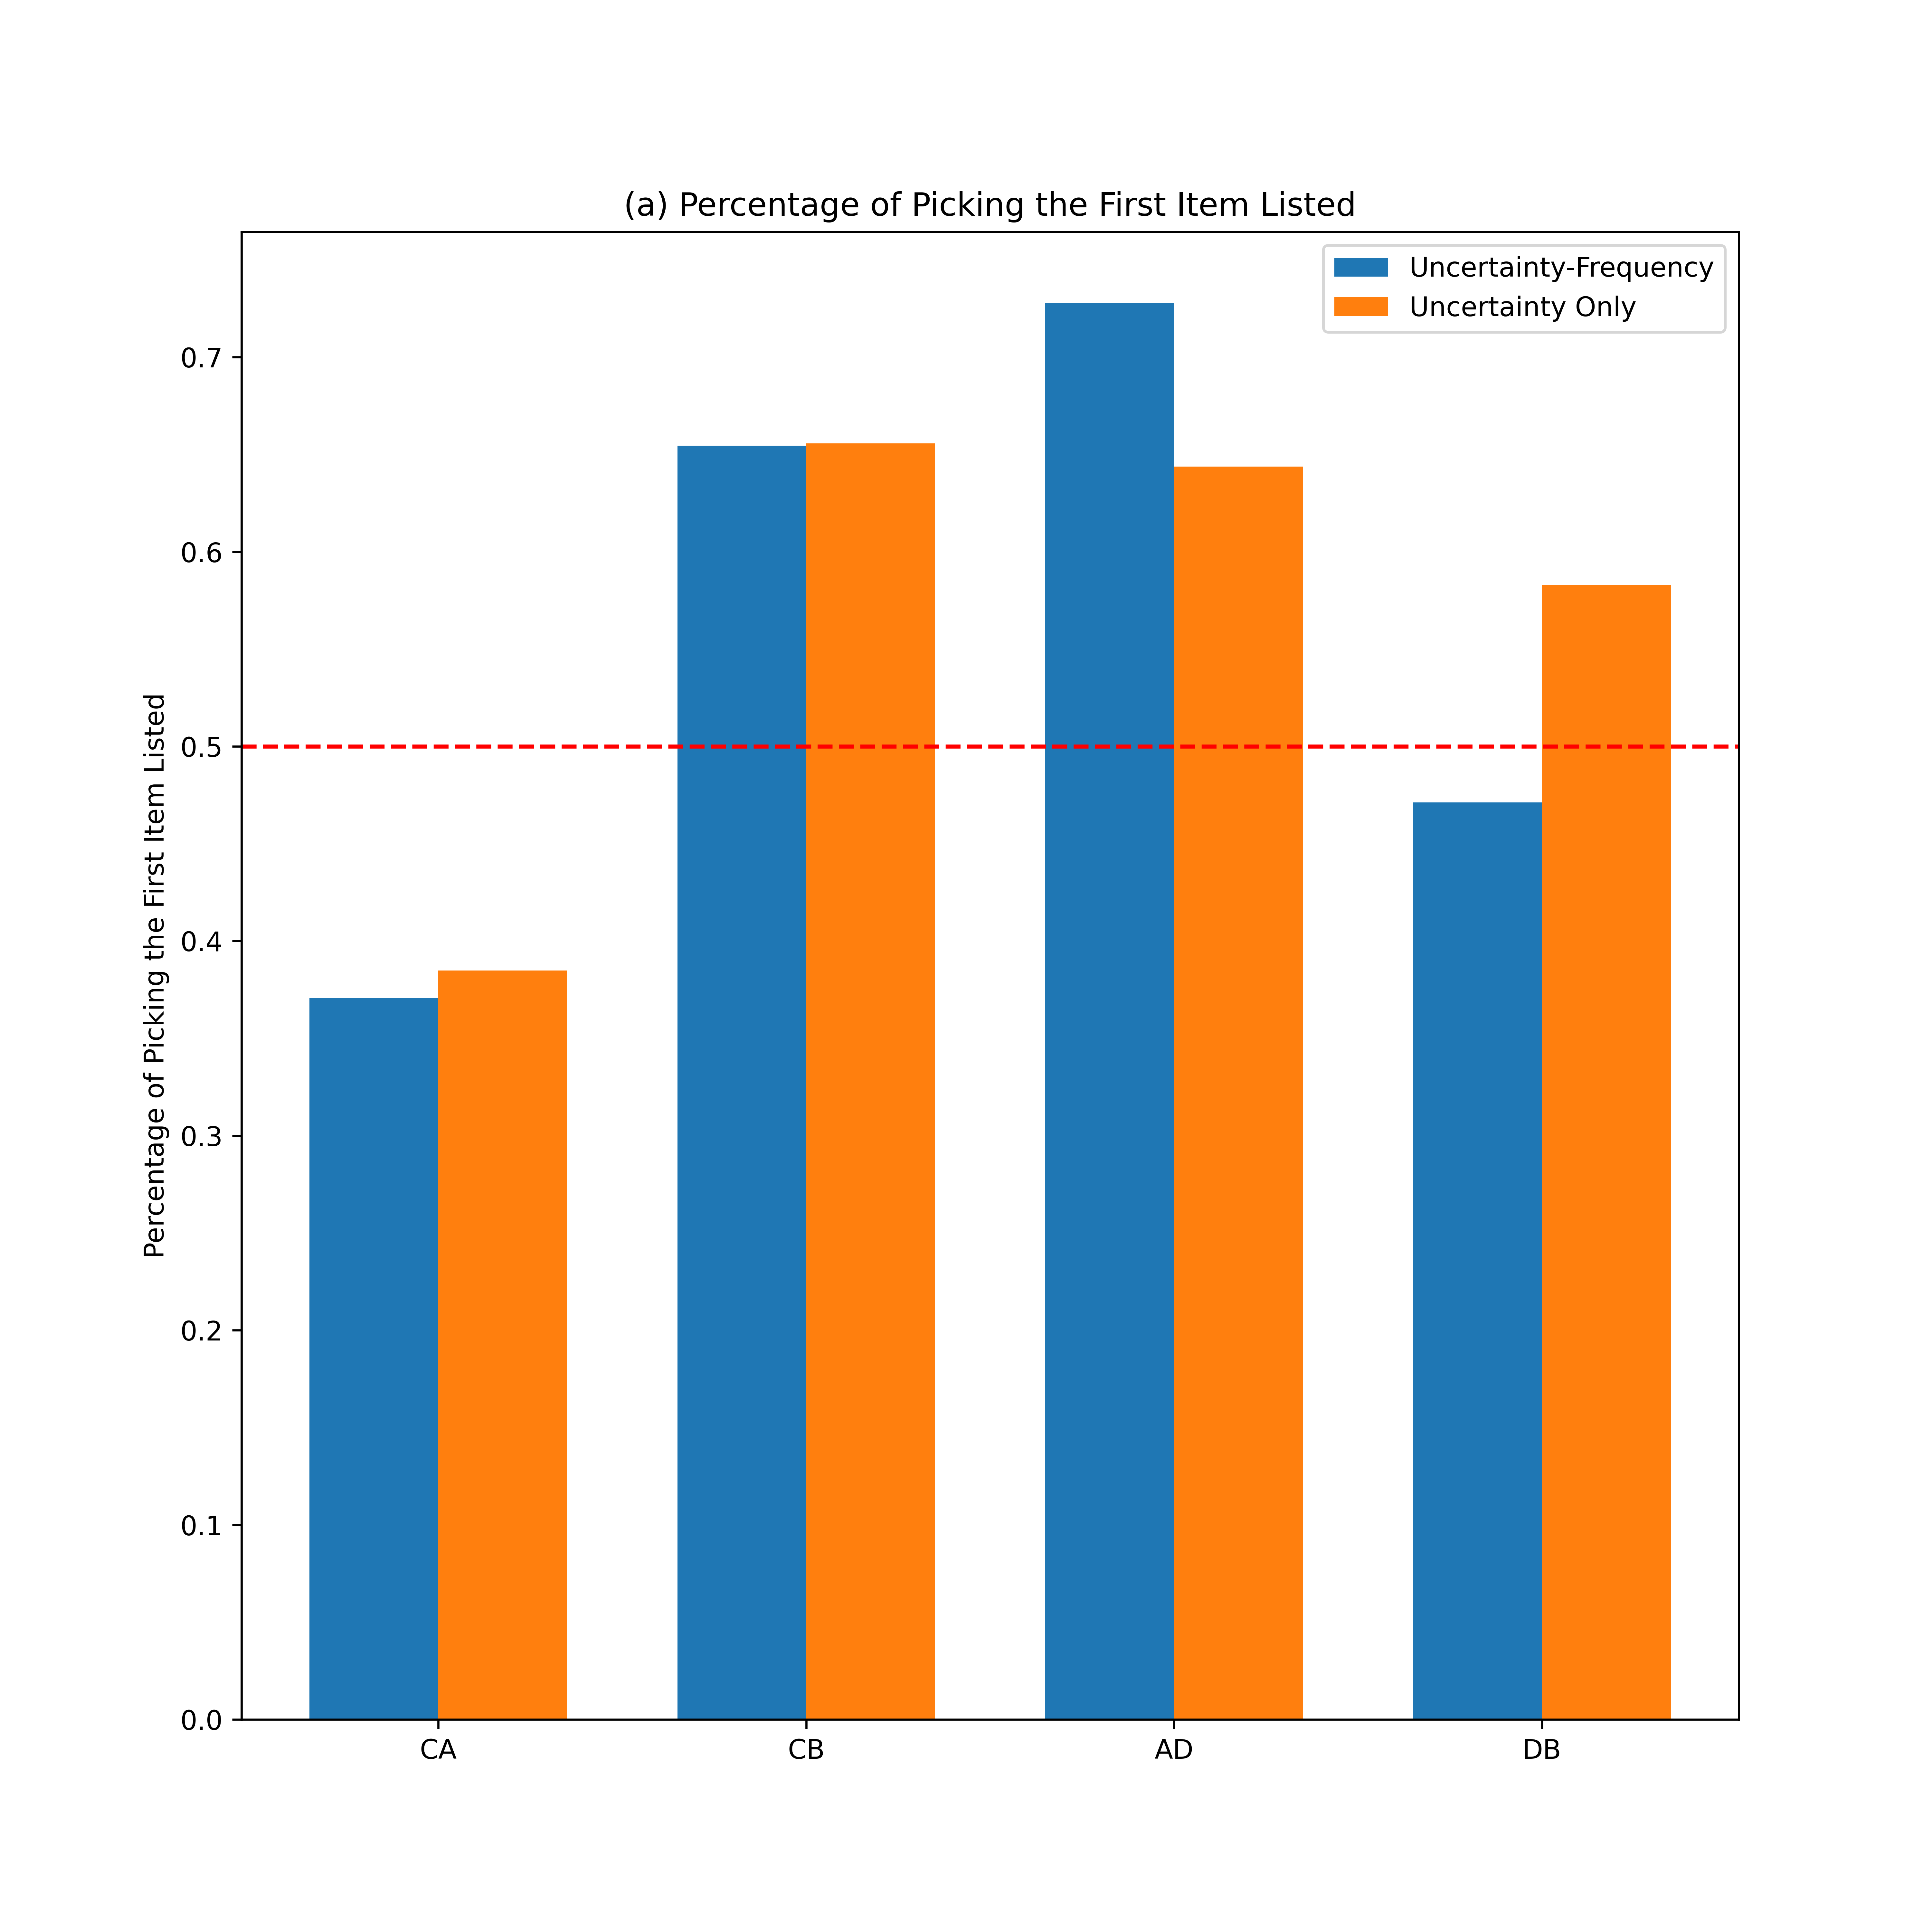 (a) Percentage of Picking the First Item Listed
Uncertainty-Frequency
Uncertainty Only
Percentage of Picking the First Item Listed
0.7
0.6
0.5
0.4
0.3
0.2
0.1
0.0
CA
CB
AD
DB